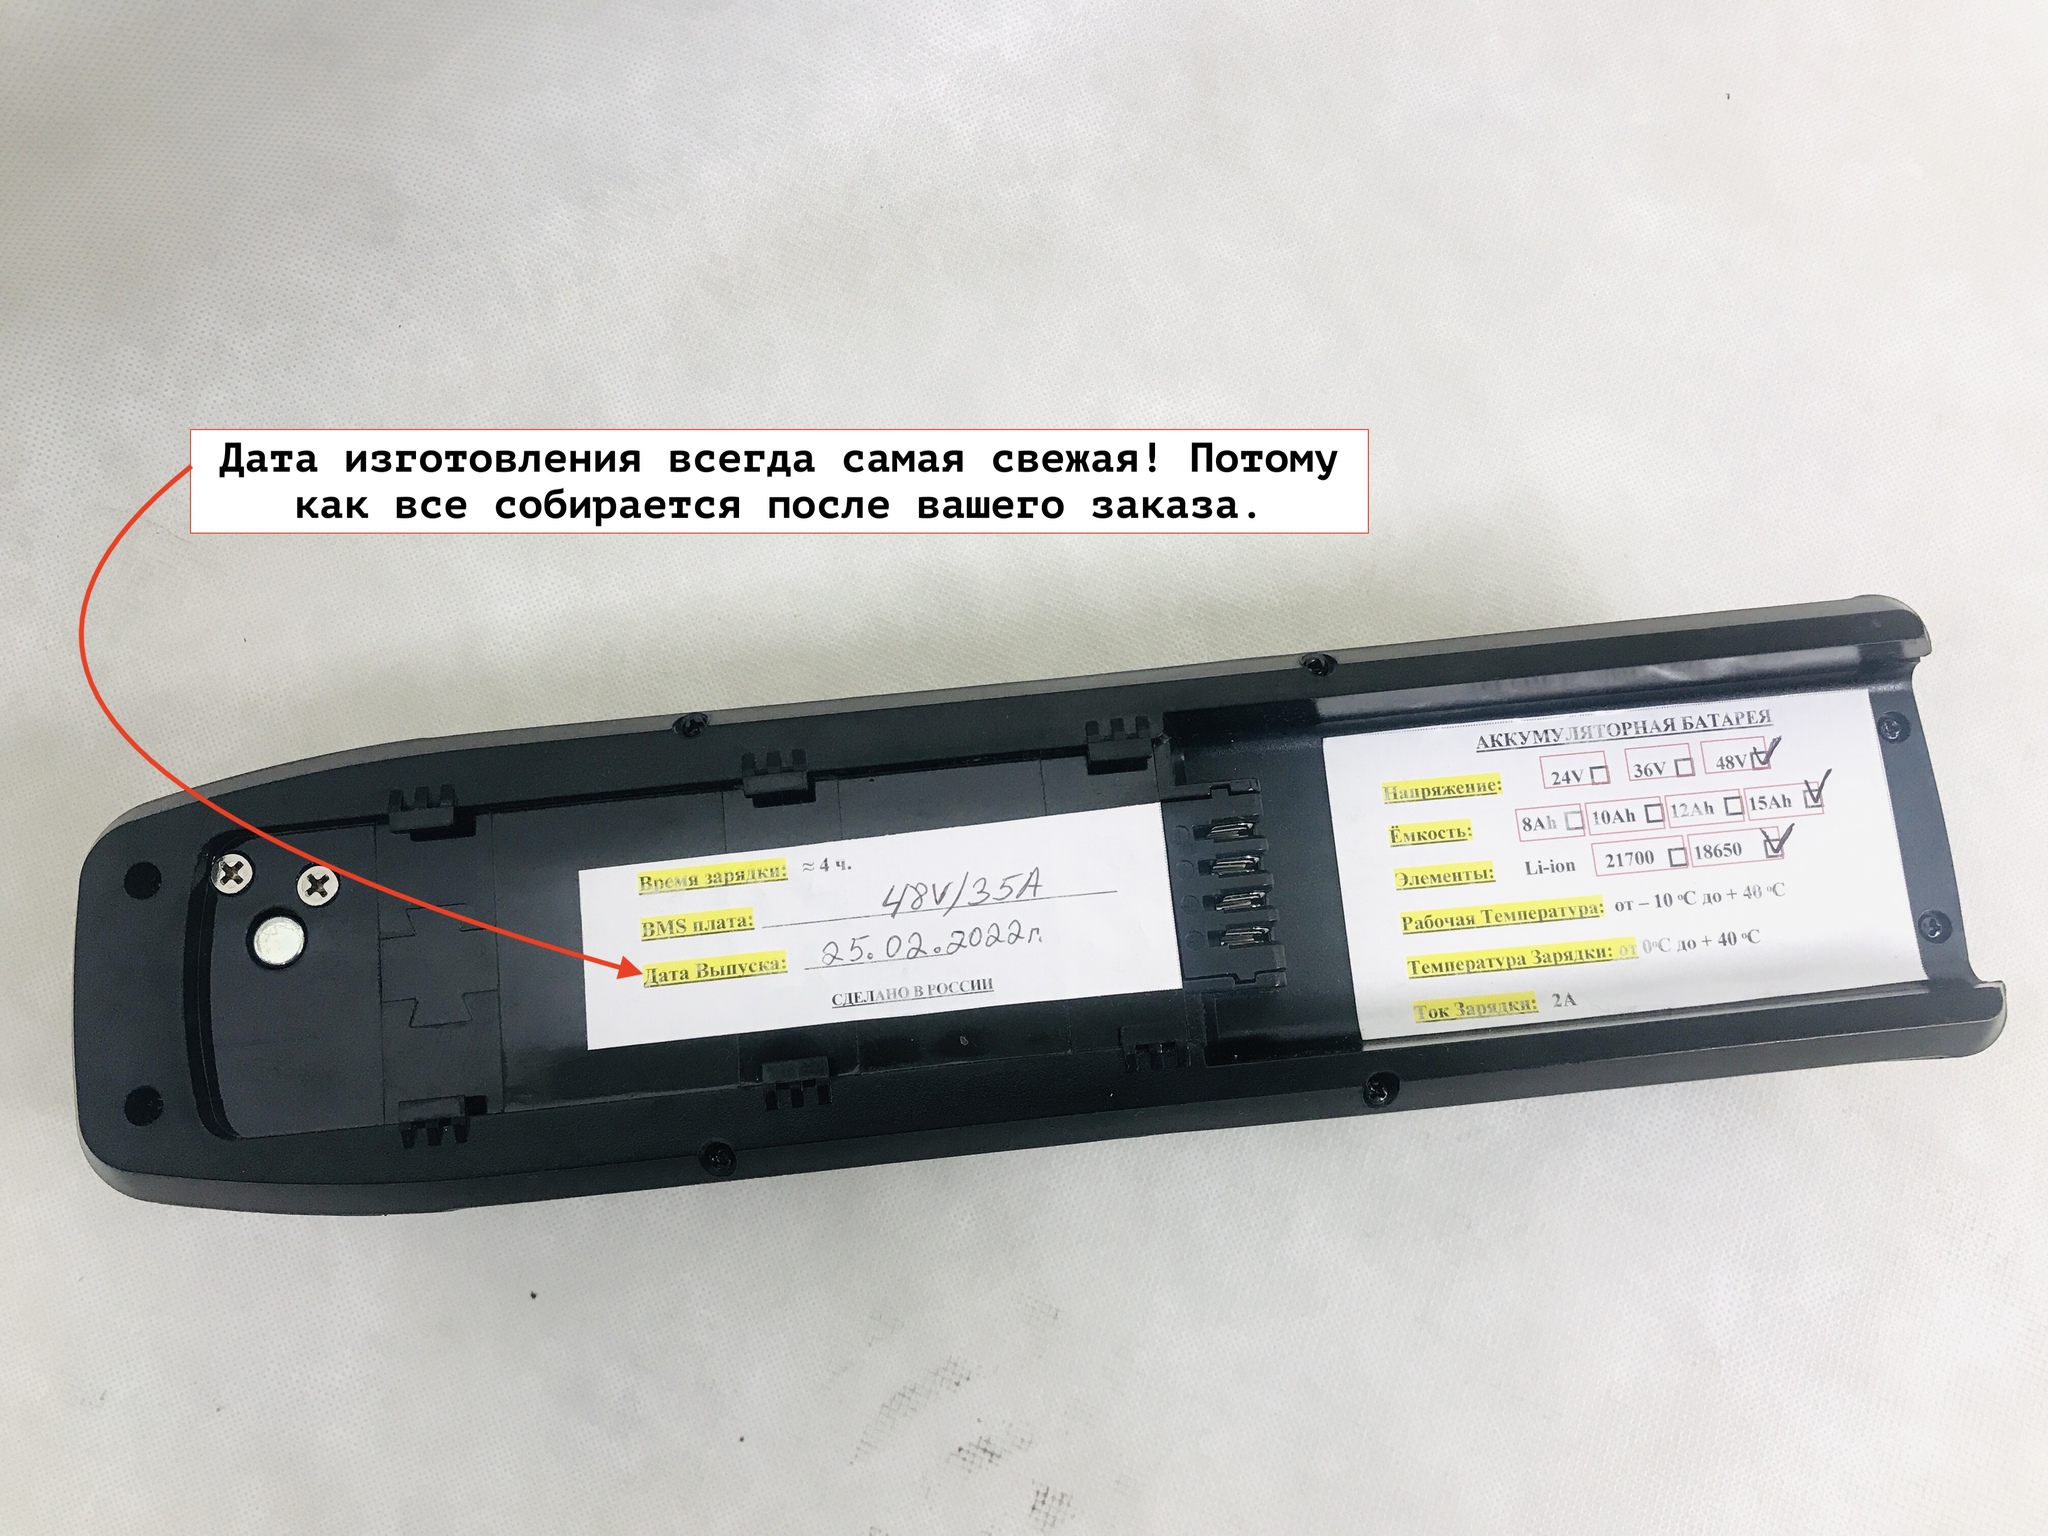 Дата изготовления всегда самая свежая! Потому
как все собирается после вашего заказа.
Время зарядки: ≈ 4 ч.
BMS плата: 48V/35A
Дата Выпуска: 25.02.2022г.
СДЕЛАНО В РОССИИ
АККУМУЛЯТОРНАЯ БАТАРЕЯ
Напряжение: 24V 36V 48V
Ёмкость: 8Ah 10Ah 12Ah 15Ah
Элементы: Li-ion 21700 18650
Рабочая Температура: от – 10 ºC до + 40 ºC
Температура Зарядки: от 0ºC до + 40 ºC
Ток Зарядки: 2A